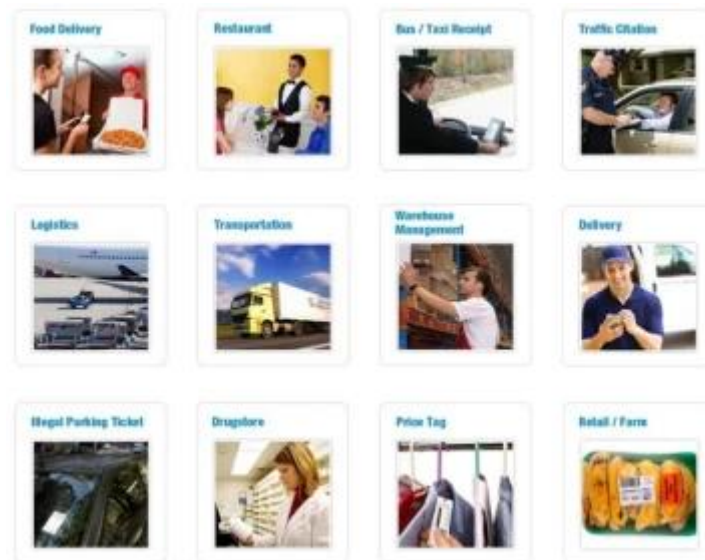 Food Delivery
Restaurant
Bus / Taxi Receipt
Traffic Citation
Logistics
Transportation
Warehouse
Management
Delivery
Illegal Parking Ticket
Drugstore
Price Tag
Retail / Farm